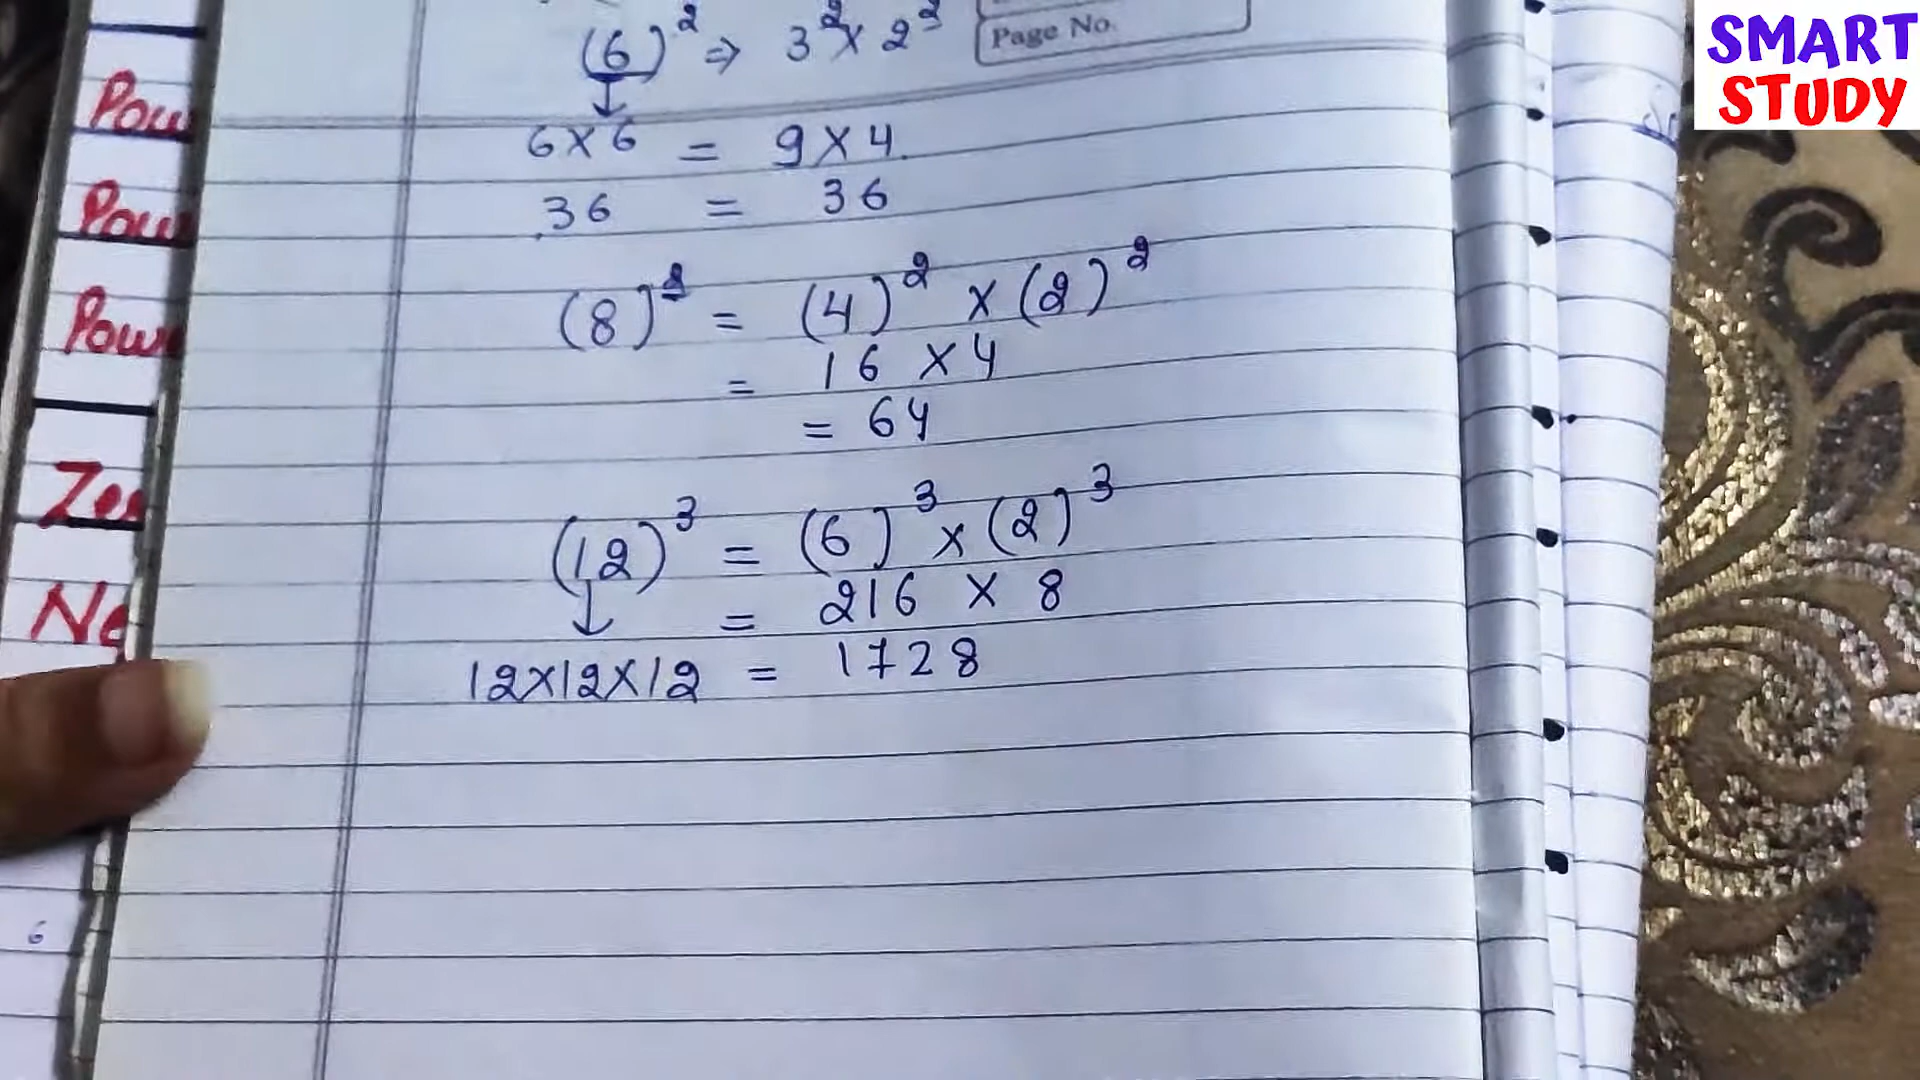 SMART
STUDY
Page No.
(6)² ⇒ 3² × 2²
↓
6×6 = 9×4
36 = 36
(8)² = (4)² × (2)²
= 16 × 4
= 64
(12)³ = (6)³ × (2)³
↓
= 216 × 8
12×12×12 = 1728
6